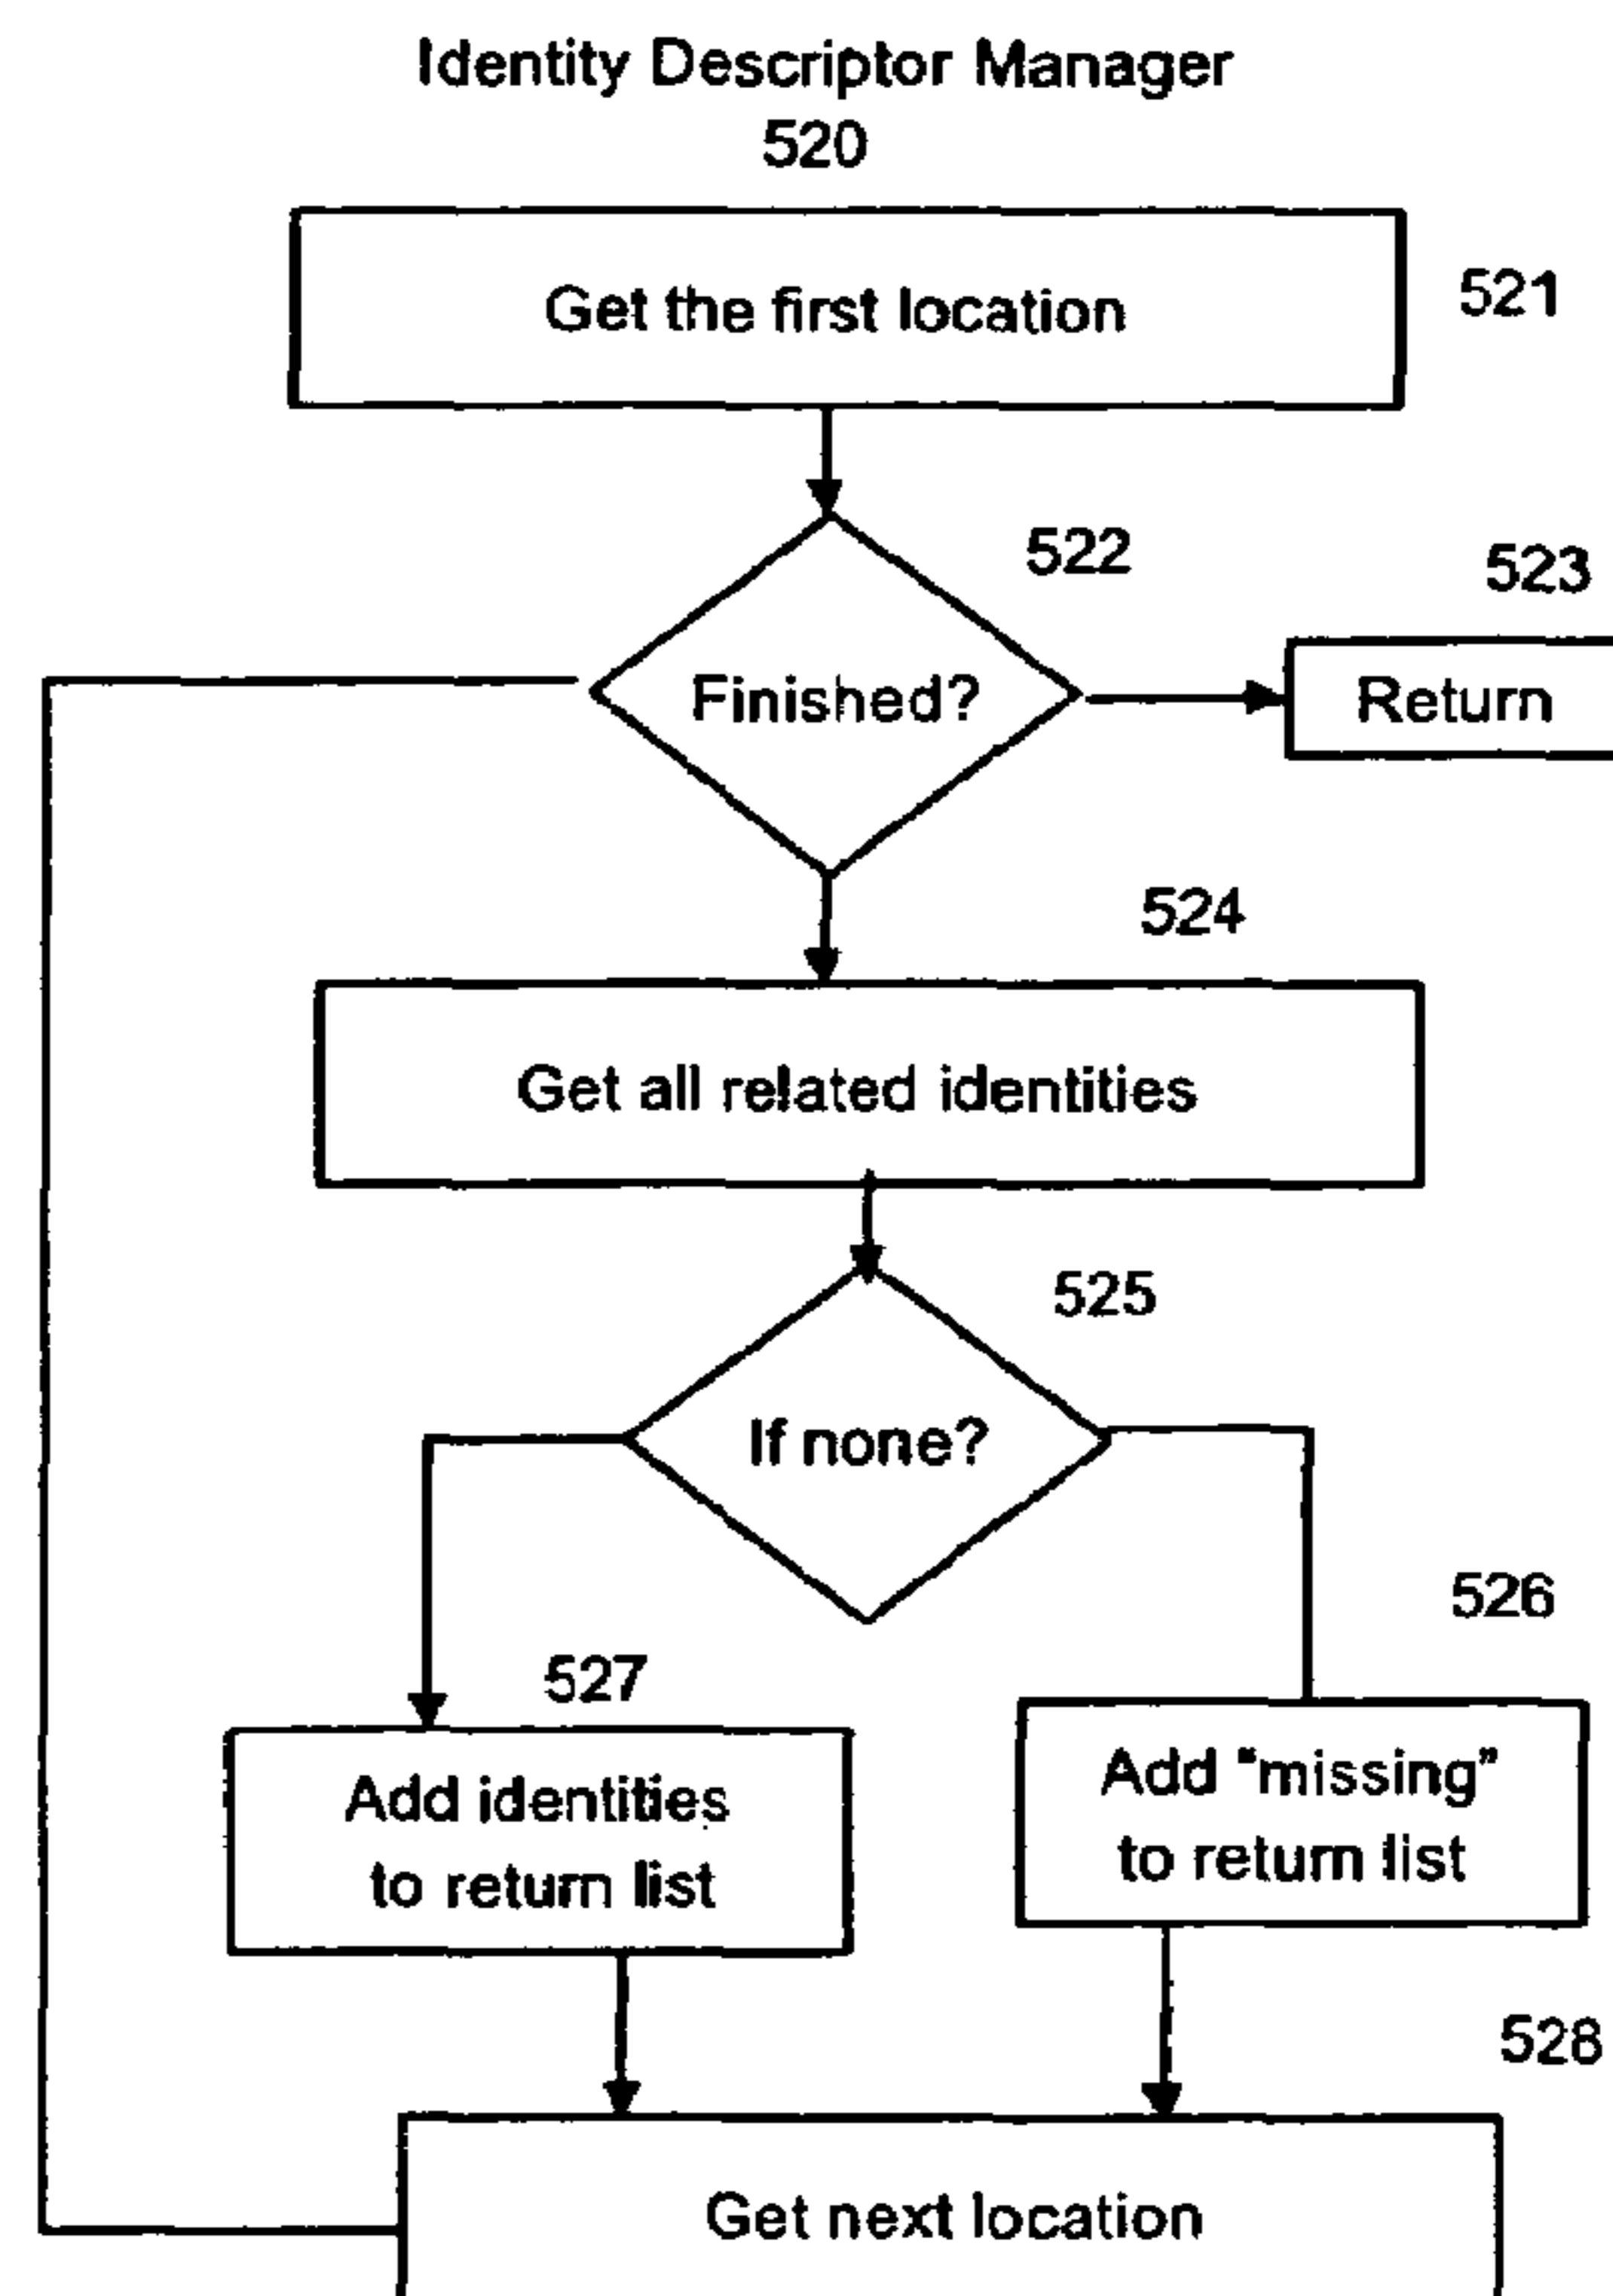 Identity Descriptor Manager
520
Get the first location
521
522
523
Finished?
Return
524
Get all related identities
525
If none?
526
527
Add identities
to return list
Add “missing”
to return list
528
Get next location